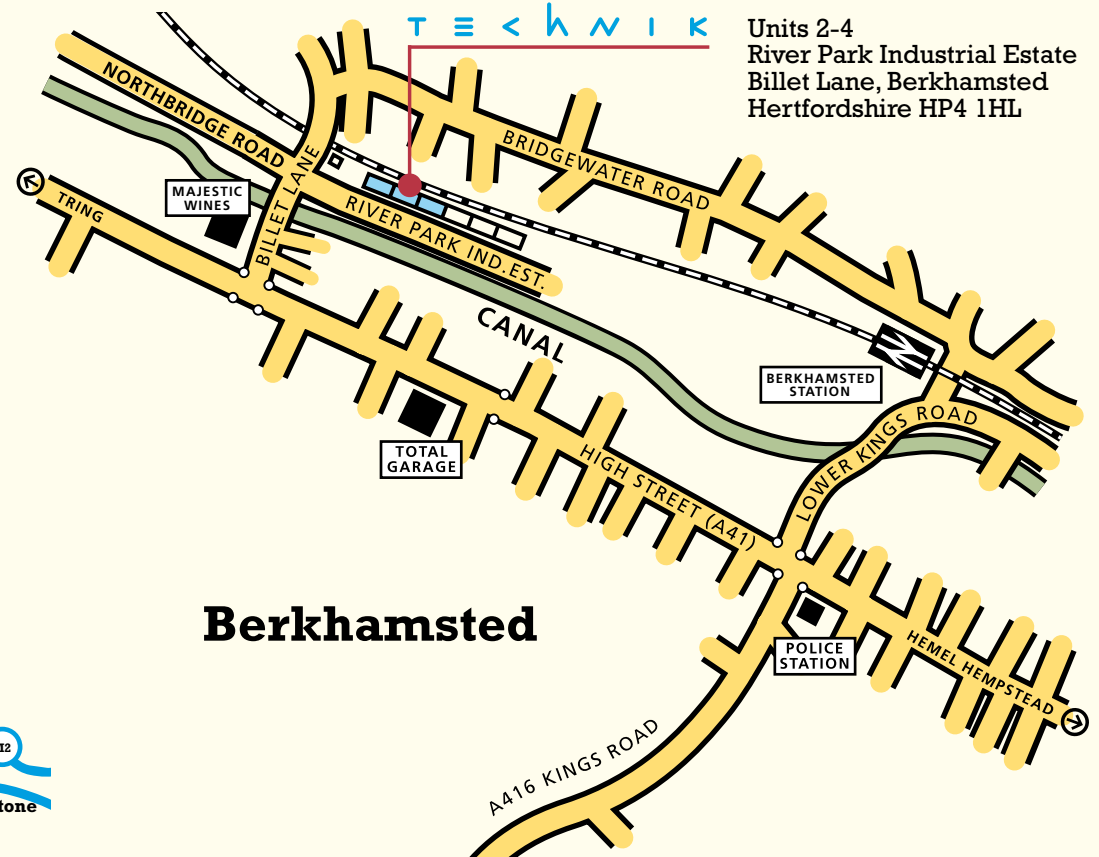 TECHNIK
Units 2-4
River Park Industrial Estate
Billet Lane, Berkhamsted
Hertfordshire HP4 1HL
NORTHBRIDGE ROAD
BRIDGEWATER ROAD
MAJESTIC
WINES
TRING
BILLET LANE
RIVER PARK IND.EST.
CANAL
BERKHAMSTED
STATION
LOWER KINGS ROAD
TOTAL
GARAGE
HIGH STREET (A41)
Berkhamsted
POLICE
STATION
HEMEL HEMPSTEAD
A416 KINGS ROAD
tone